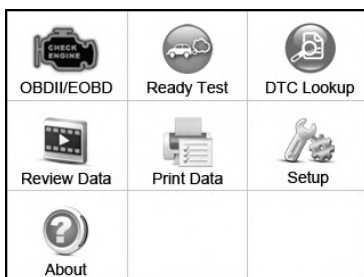 CHECK
ENGINE
OBDII/EOBD
Ready Test
DTC Lookup
Review Data
Print Data
Setup
About